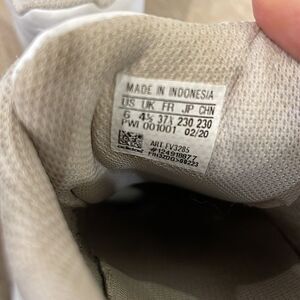 MADE IN INDONESIA
US UK FR JP CHN
6 4½ 37⅓ 230 230
PWI 001001 02/20
ART. FV3285